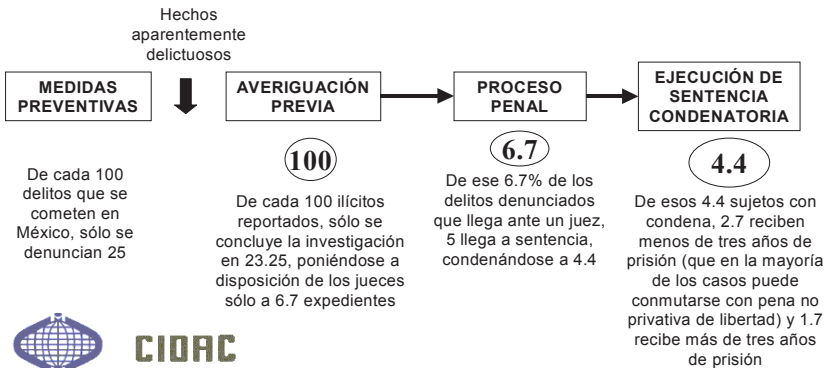 Hechos
aparentemente
delictuosos
MEDIDAS
PREVENTIVAS
AVERIGUACIÓN
PREVIA
PROCESO
PENAL
EJECUCIÓN DE
SENTENCIA
CONDENATORIA
De cada 100
delitos que se
cometen en
México, sólo se
denuncian 25
100
De cada 100 ilícitos
reportados, sólo se
concluye la investigación
en 23.25, poniéndose a
disposición de los jueces
sólo a 6.7 expedientes
6.7
De ese 6.7% de los
delitos denunciados
que llega ante un juez,
5 llega a sentencia,
condenándose a 4.4
4.4
De esos 4.4 sujetos con
condena, 2.7 reciben
menos de tres años de
prisión (que en la mayoría
de los casos puede
conmutarse con pena no
privativa de libertad) y 1.7
recibe más de tres años
de prisión
CIDAC